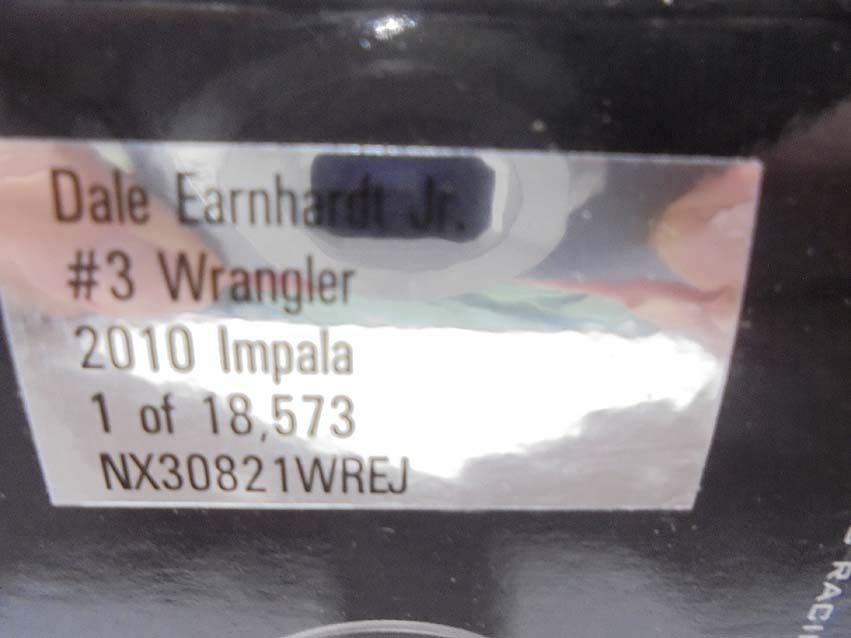 Dale Earnhardt Jr.
#3 Wrangler
2010 Impala
1 of 18,573
NX30821WREJ